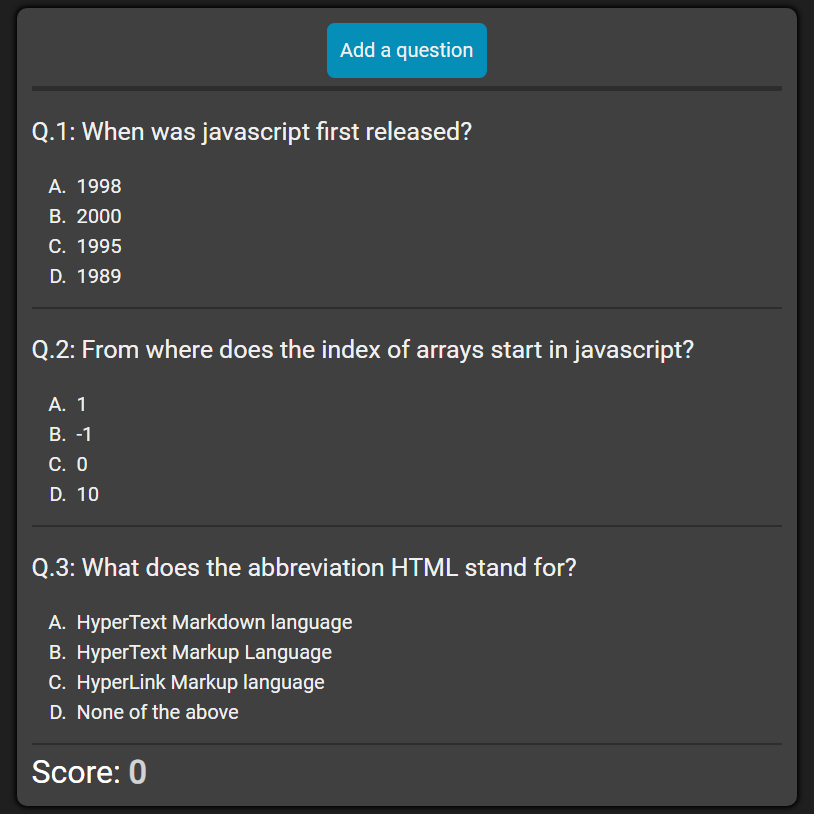 Add a question
Q.1: When was javascript first released?
A. 1998
B. 2000
C. 1995
D. 1989
Q.2: From where does the index of arrays start in javascript?
A. 1
B. -1
C. 0
D. 10
Q.3: What does the abbreviation HTML stand for?
A. HyperText Markdown language
B. HyperText Markup Language
C. HyperLink Markup language
D. None of the above
Score: 0